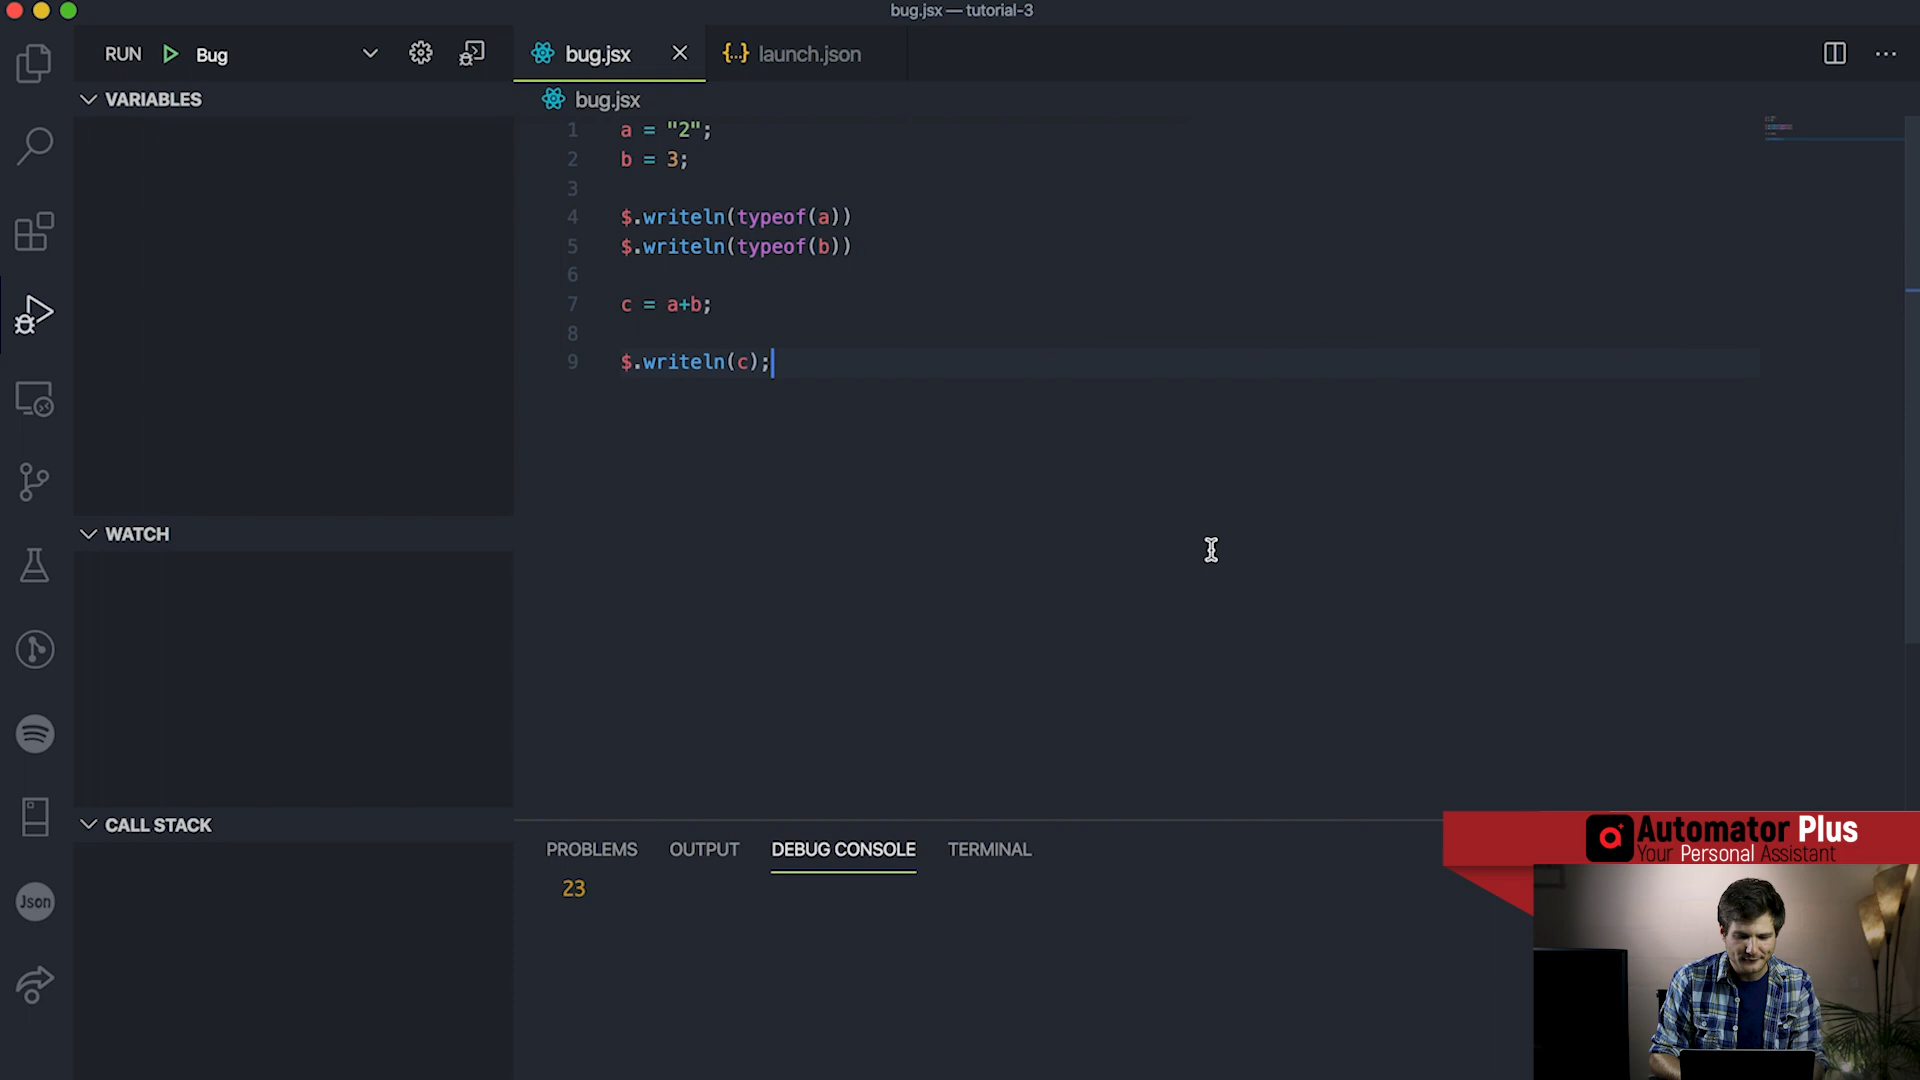 bug.jsx — tutorial-3
RUN Bug
bug.jsx
{..} launch.json
VARIABLES
bug.jsx
1 a = "2";
2 b = 3;
3
4 $.writeln(typeof(a))
5 $.writeln(typeof(b))
6
7 c = a+b;
8
9 $.writeln(c);
WATCH
CALL STACK
PROBLEMS OUTPUT DEBUG CONSOLE TERMINAL
23
Json
a
Automator Plus
Your Personal Assistant